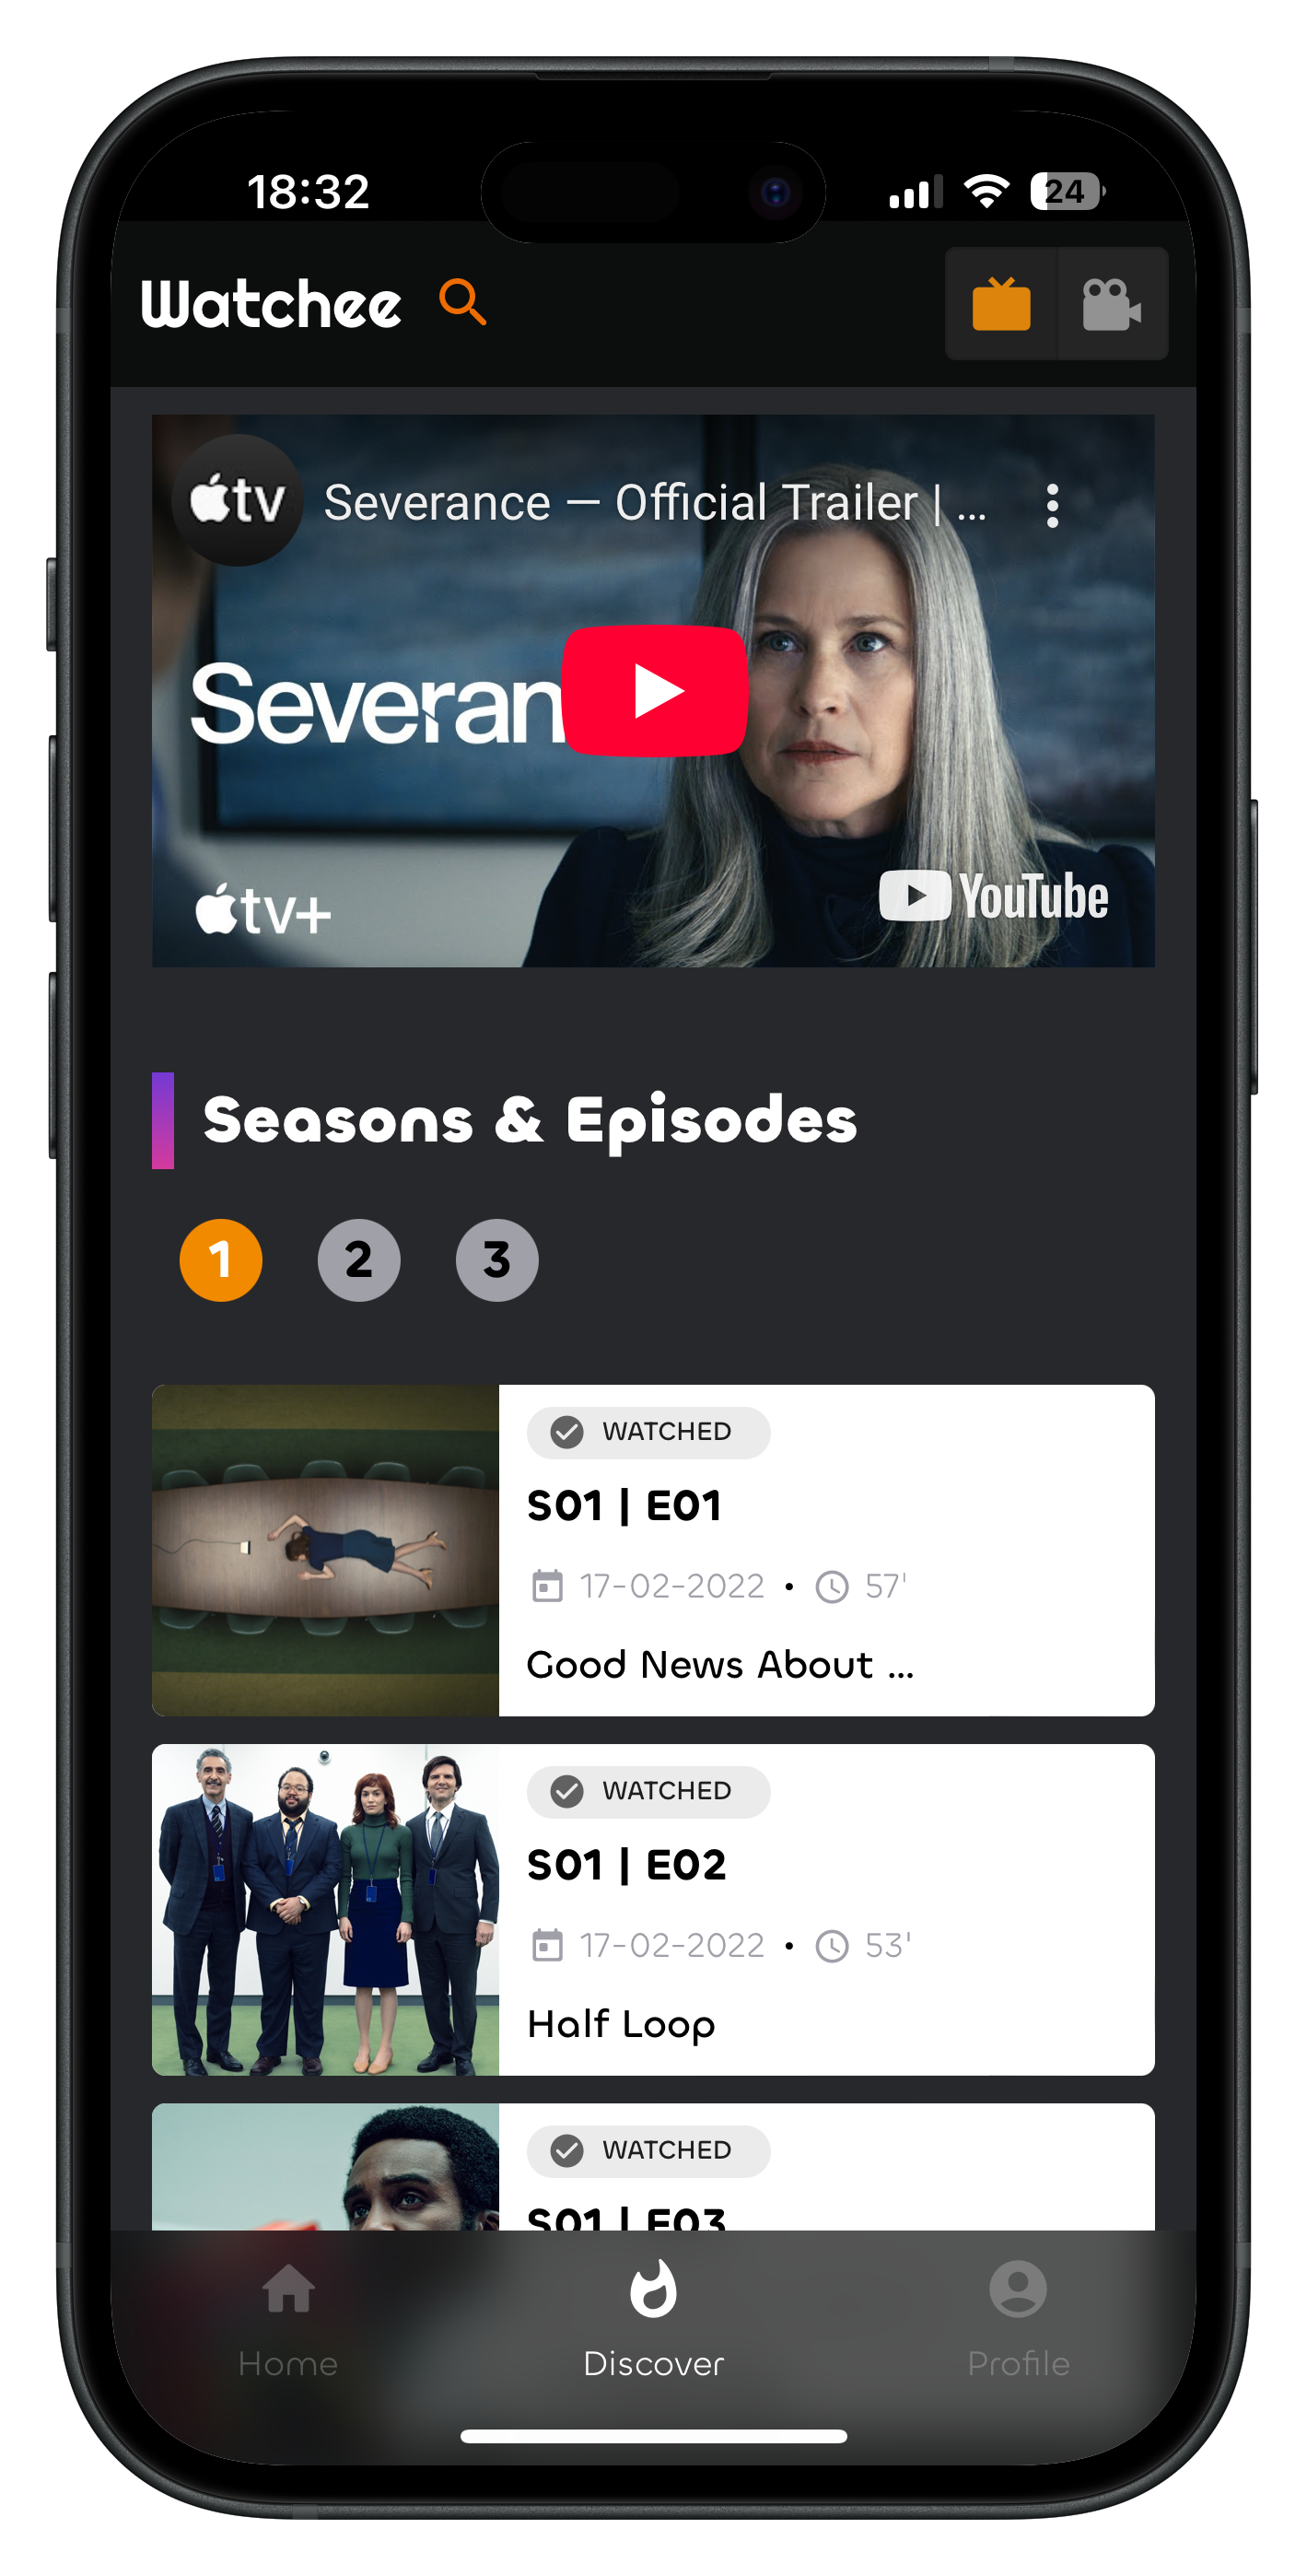 18:32
24
Watchee
tv Severance — Official Trailer | ...
Severan
tv+
YouTube
Seasons & Episodes
1 2 3
WATCHED
S01 | E01
17-02-2022 • 57'
Good News About ...
WATCHED
S01 | E02
17-02-2022 • 53'
Half Loop
WATCHED
S01 | E03
Home Discover Profile